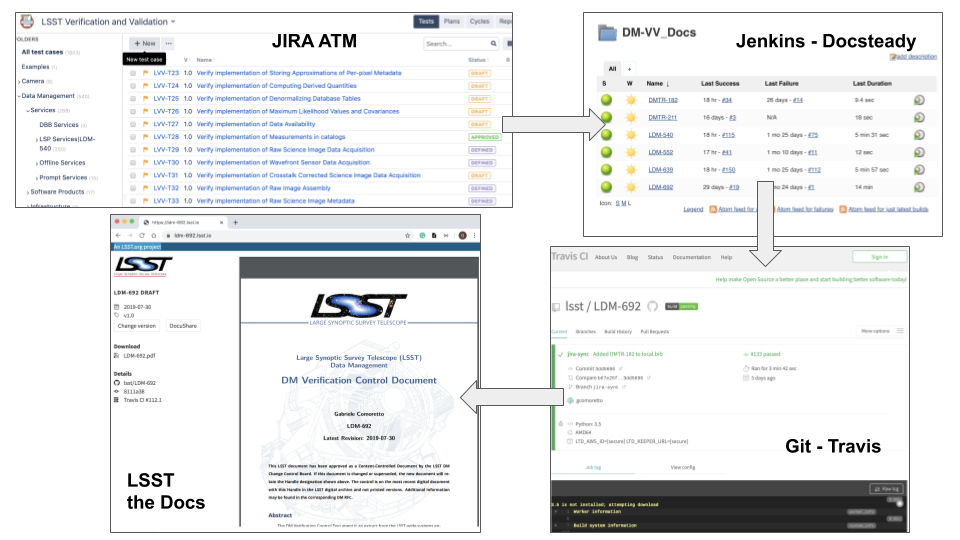 LSST Verification and Validation
Tests Plans Cycles
FOLDERS
+ New ...
JIRA ATM
Search...
All test cases
New test case
V Name
Status
Examples (1)
LVV-T23 1.0 Verify implementation of Storing Approximations of Per-pixel Metadata DRAFT
Camera
LVV-T24 1.0 Verify implementation of Computing Derived Quantities DRAFT
Data Management
LVV-T25 1.0 Verify implementation of Denormalizing Database Tables DRAFT
Services
LVV-T26 1.0 Verify implementation of Maximum Likelihood Values and Covariances DRAFT
DBB Services
LVV-T27 1.0 Verify implementation of Data Availability DRAFT
LSP Services|LDM-
540
LVV-T28 1.0 Verify implementation of Measurements in catalogs APPROVED
LVV-T29 1.0 Verify implementation of Raw Science Image Data Acquisition DEFINED
Offline Services
LVV-T30 1.0 Verify implementation of Wavefront Sensor Data Acquisition DEFINED
Prompt Services
LVV-T31 1.0 Verify implementation of Crosstalk Corrected Science Image Data Acquisition DRAFT
Software Products (17)
LVV-T32 1.0 Verify implementation of Raw Image Assembly DEFINED
Infrastructure
LVV-T33 1.0 Verify implementation of Raw Science Image Metadata DEFINED
DM-VV_Docs
Jenkins - Docsteady
add description
All +
S W Name ↓ Last Success Last Failure Last Duration
DMTR-182 18 hr - #34 26 days - #14 9.4 sec
DMTR-211 16 days - #3 N/A 18 sec
LDM-540 18 hr - #115 1 mo 25 days - #75 5 min 31 sec
LDM-552 17 hr - #41 1 mo 10 days - #11 12 sec
LDM-639 18 hr - #150 1 mo 25 days - #112 5 min 57 sec
LDM-692 29 days - #19 mo 24 days - #1 14 min
Icon: S M L
Legend Atom feed for Atom feed for failures Atom feed for just latest builds
https://ldm-692.lsst.io
ldm-692.lsst.io
An LSST.org project
LSST
Large Synoptic Survey Telescope
LDM-692 DRAFT
2019-07-30
v1.0
Change version DocuShare
Download
LDM-692.pdf
Details
lsst/LDM-692
8111a38
Travis CI #112.1
LSST
the Docs
LSST
LARGE SYNOPTIC SURVEY TELESCOPE
Large Synoptic Survey Telescope (LSST)
Data Management
DM Verification Control Document
Gabriele Comoretto
LDM-692
Latest Revision: 2019-07-30
This LSST document has been approved as a Content-Controlled Document by the LSST DM
Change Control Board. If this document is changed or superseded, the new document will re-
tain the Handle designation shown above. The control is on the most recent digital document
with this Handle in the LSST digital archive and not printed versions. Additional information
may be found in the corresponding DM RFC.
Abstract
Travis CI About Us Blog Status Documentation Help Sign in
Help make Open Source a better place and start building better software today!
lsst / LDM-692 build
Current Branches Build History Pull Requests More options
jira-sync Added DMTR-182 to local.bib
#133 passed
Commit
Ran for 3 min 42 sec
Compare
5 days ago
Branch jira-sync
gcomoretto
Python: 3.5
AMD64
LTD_AWS_ID=[secure] LTD_KEEPER_URL=[secure]
Git - Travis
Job log View config
3.5 is not installed; attempting download
Worker information
Build system information